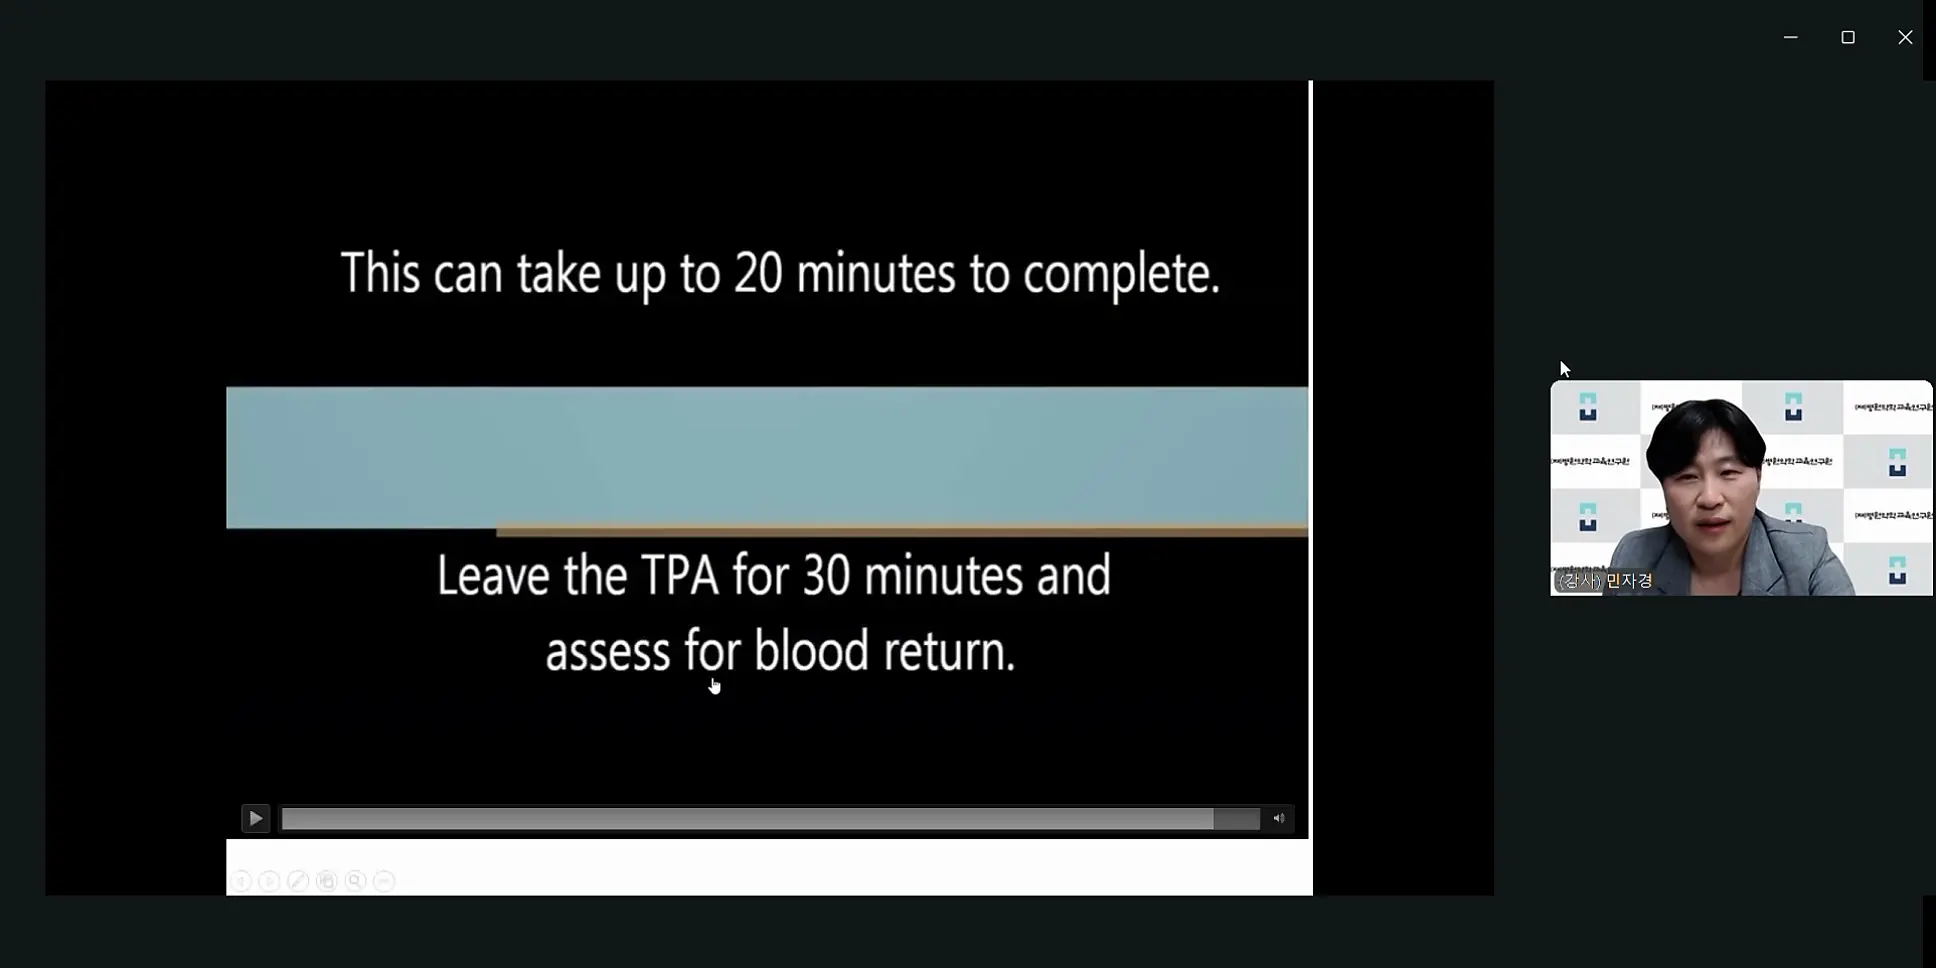 This can take up to 20 minutes to complete.
Leave the TPA for 30 minutes and
assess for blood return.
(강사) 민자경